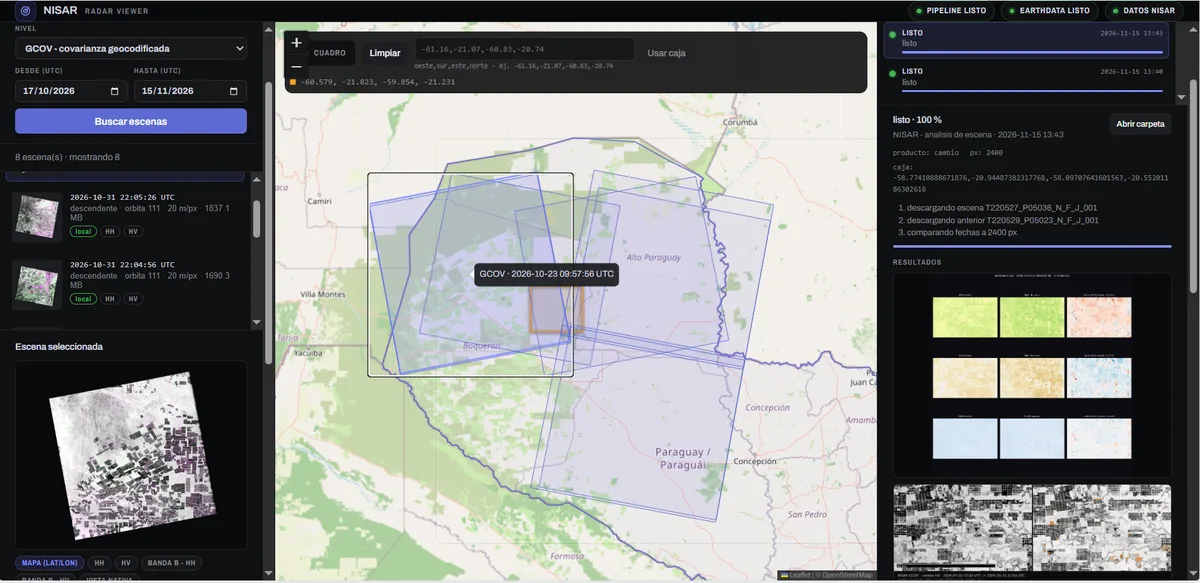 NISAR RADAR VIEWER
PIPELINE LISTO
EARTHDATA LISTO
DATOS NISAR
NIVEL
GCOV - covarianza geocodificada
DESDE (UTC)
HASTA (UTC)
17/10/2026
15/11/2026
Buscar escenas
8 escena(s) · mostrando 8
2026-10-31 22:05:26 UTC
descendente · orbita 111 · 20 m/px · 1837.1
MB
local HH HV
2026-10-31 22:04:56 UTC
descendente · orbita 111 · 20 m/px · 1690.3
MB
local HH HV
Escena seleccionada
MAPA (LAT/LON) HH HV BANDA B - HH
+
−
CUADRO
Limpiar
-61.16,-21.07,-60.83,-20.74
Usar caja
oeste,sur,este,norte - ej. -61.16,-21.07,-60.83,-20.74
-60.579, -21.823, -59.854, -21.231
Corumbá
Camiri
Alto Paraguay
GCOV · 2026-10-23 09:57:56 UTC
Villa Montes
Tarija
Yacuiba
Boquerón
Juan Ca
Concepción
Amamb
Paraguay /
Paraguái
Concepción
San Pedro
Formosa
Leaflet | © OpenStreetMap
LISTO
2026-11-15 13:43
listo
LISTO
2026-11-15 13:40
listo
listo · 100 %
Abrir carpeta
NISAR - analisis de escena · 2026-11-15 13:43
producto: cambio px: 2400
caja:
-58.77410888671876,-20.94487382317768,-58.09707641601563,-20.552011
86302618
1. descargando escena T220527_P05036_N_F_J_001
2. descargando anterior T220529_P05023_N_F_J_001
3. comparando fechas a 2400 px
RESULTADOS